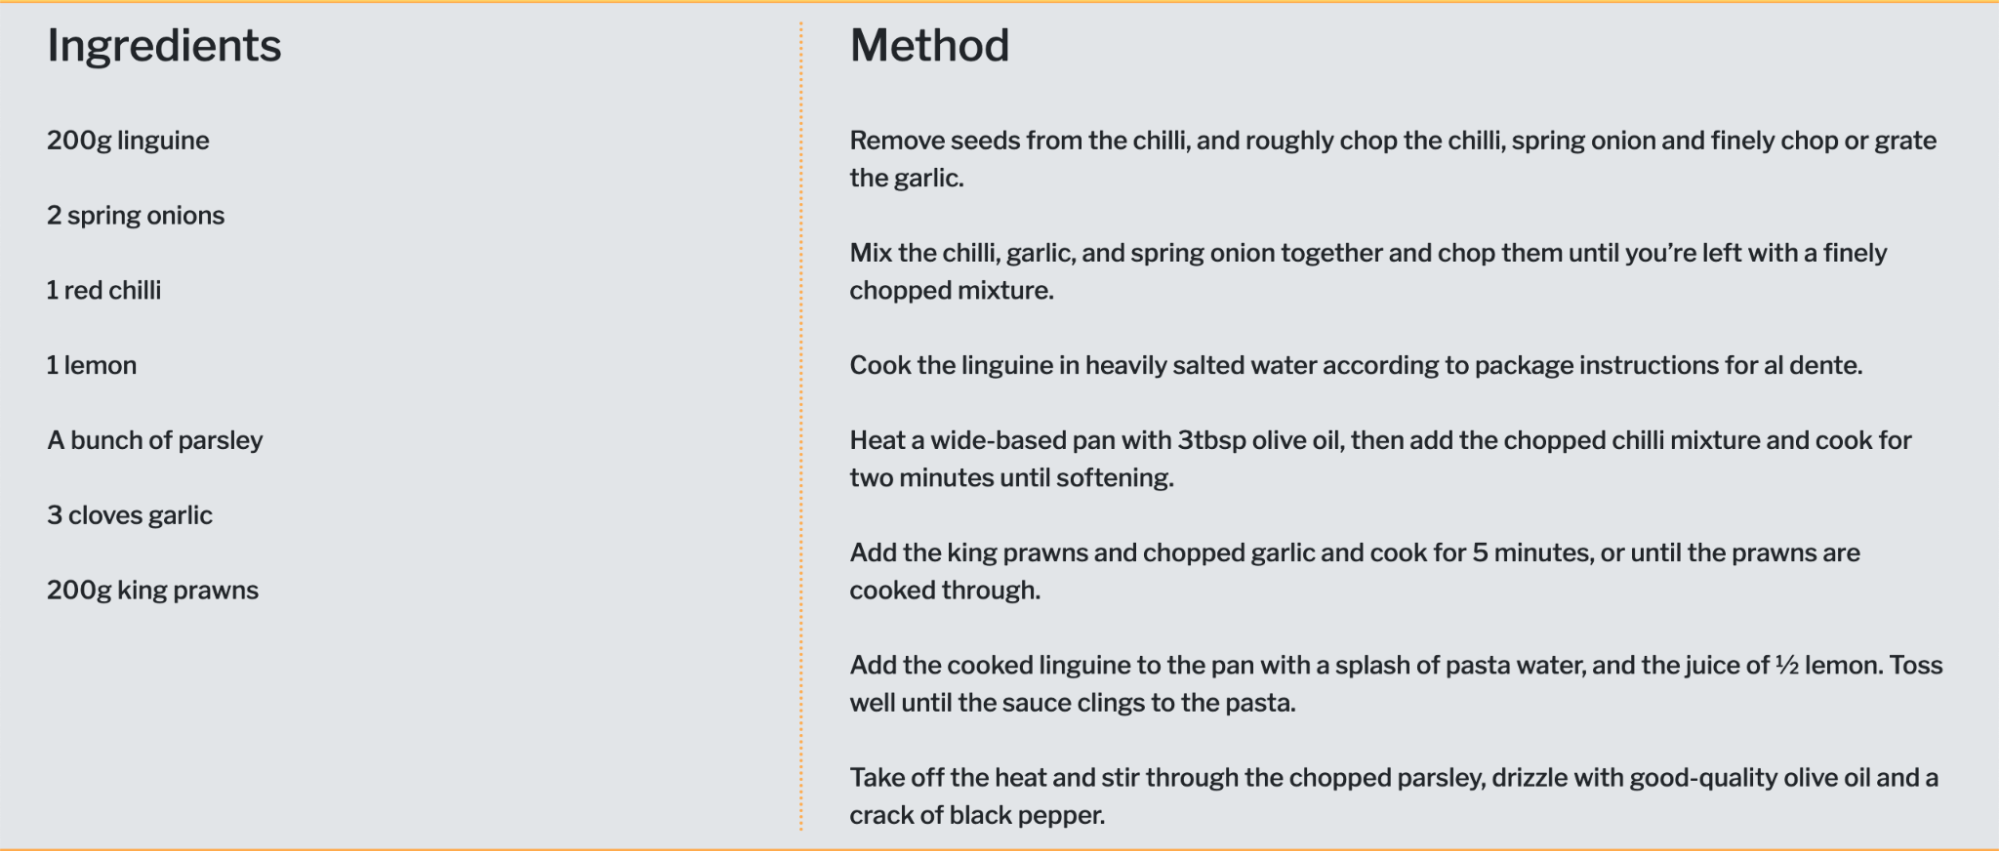 Ingredients
200g linguine
2 spring onions
1 red chilli
1 lemon
A bunch of parsley
3 cloves garlic
200g king prawns
Method
Remove seeds from the chilli, and roughly chop the chilli, spring onion and finely chop or grate
the garlic.
Mix the chilli, garlic, and spring onion together and chop them until you’re left with a finely
chopped mixture.
Cook the linguine in heavily salted water according to package instructions for al dente.
Heat a wide-based pan with 3tbsp olive oil, then add the chopped chilli mixture and cook for
two minutes until softening.
Add the king prawns and chopped garlic and cook for 5 minutes, or until the prawns are
cooked through.
Add the cooked linguine to the pan with a splash of pasta water, and the juice of ½ lemon. Toss
well until the sauce clings to the pasta.
Take off the heat and stir through the chopped parsley, drizzle with good-quality olive oil and a
crack of black pepper.